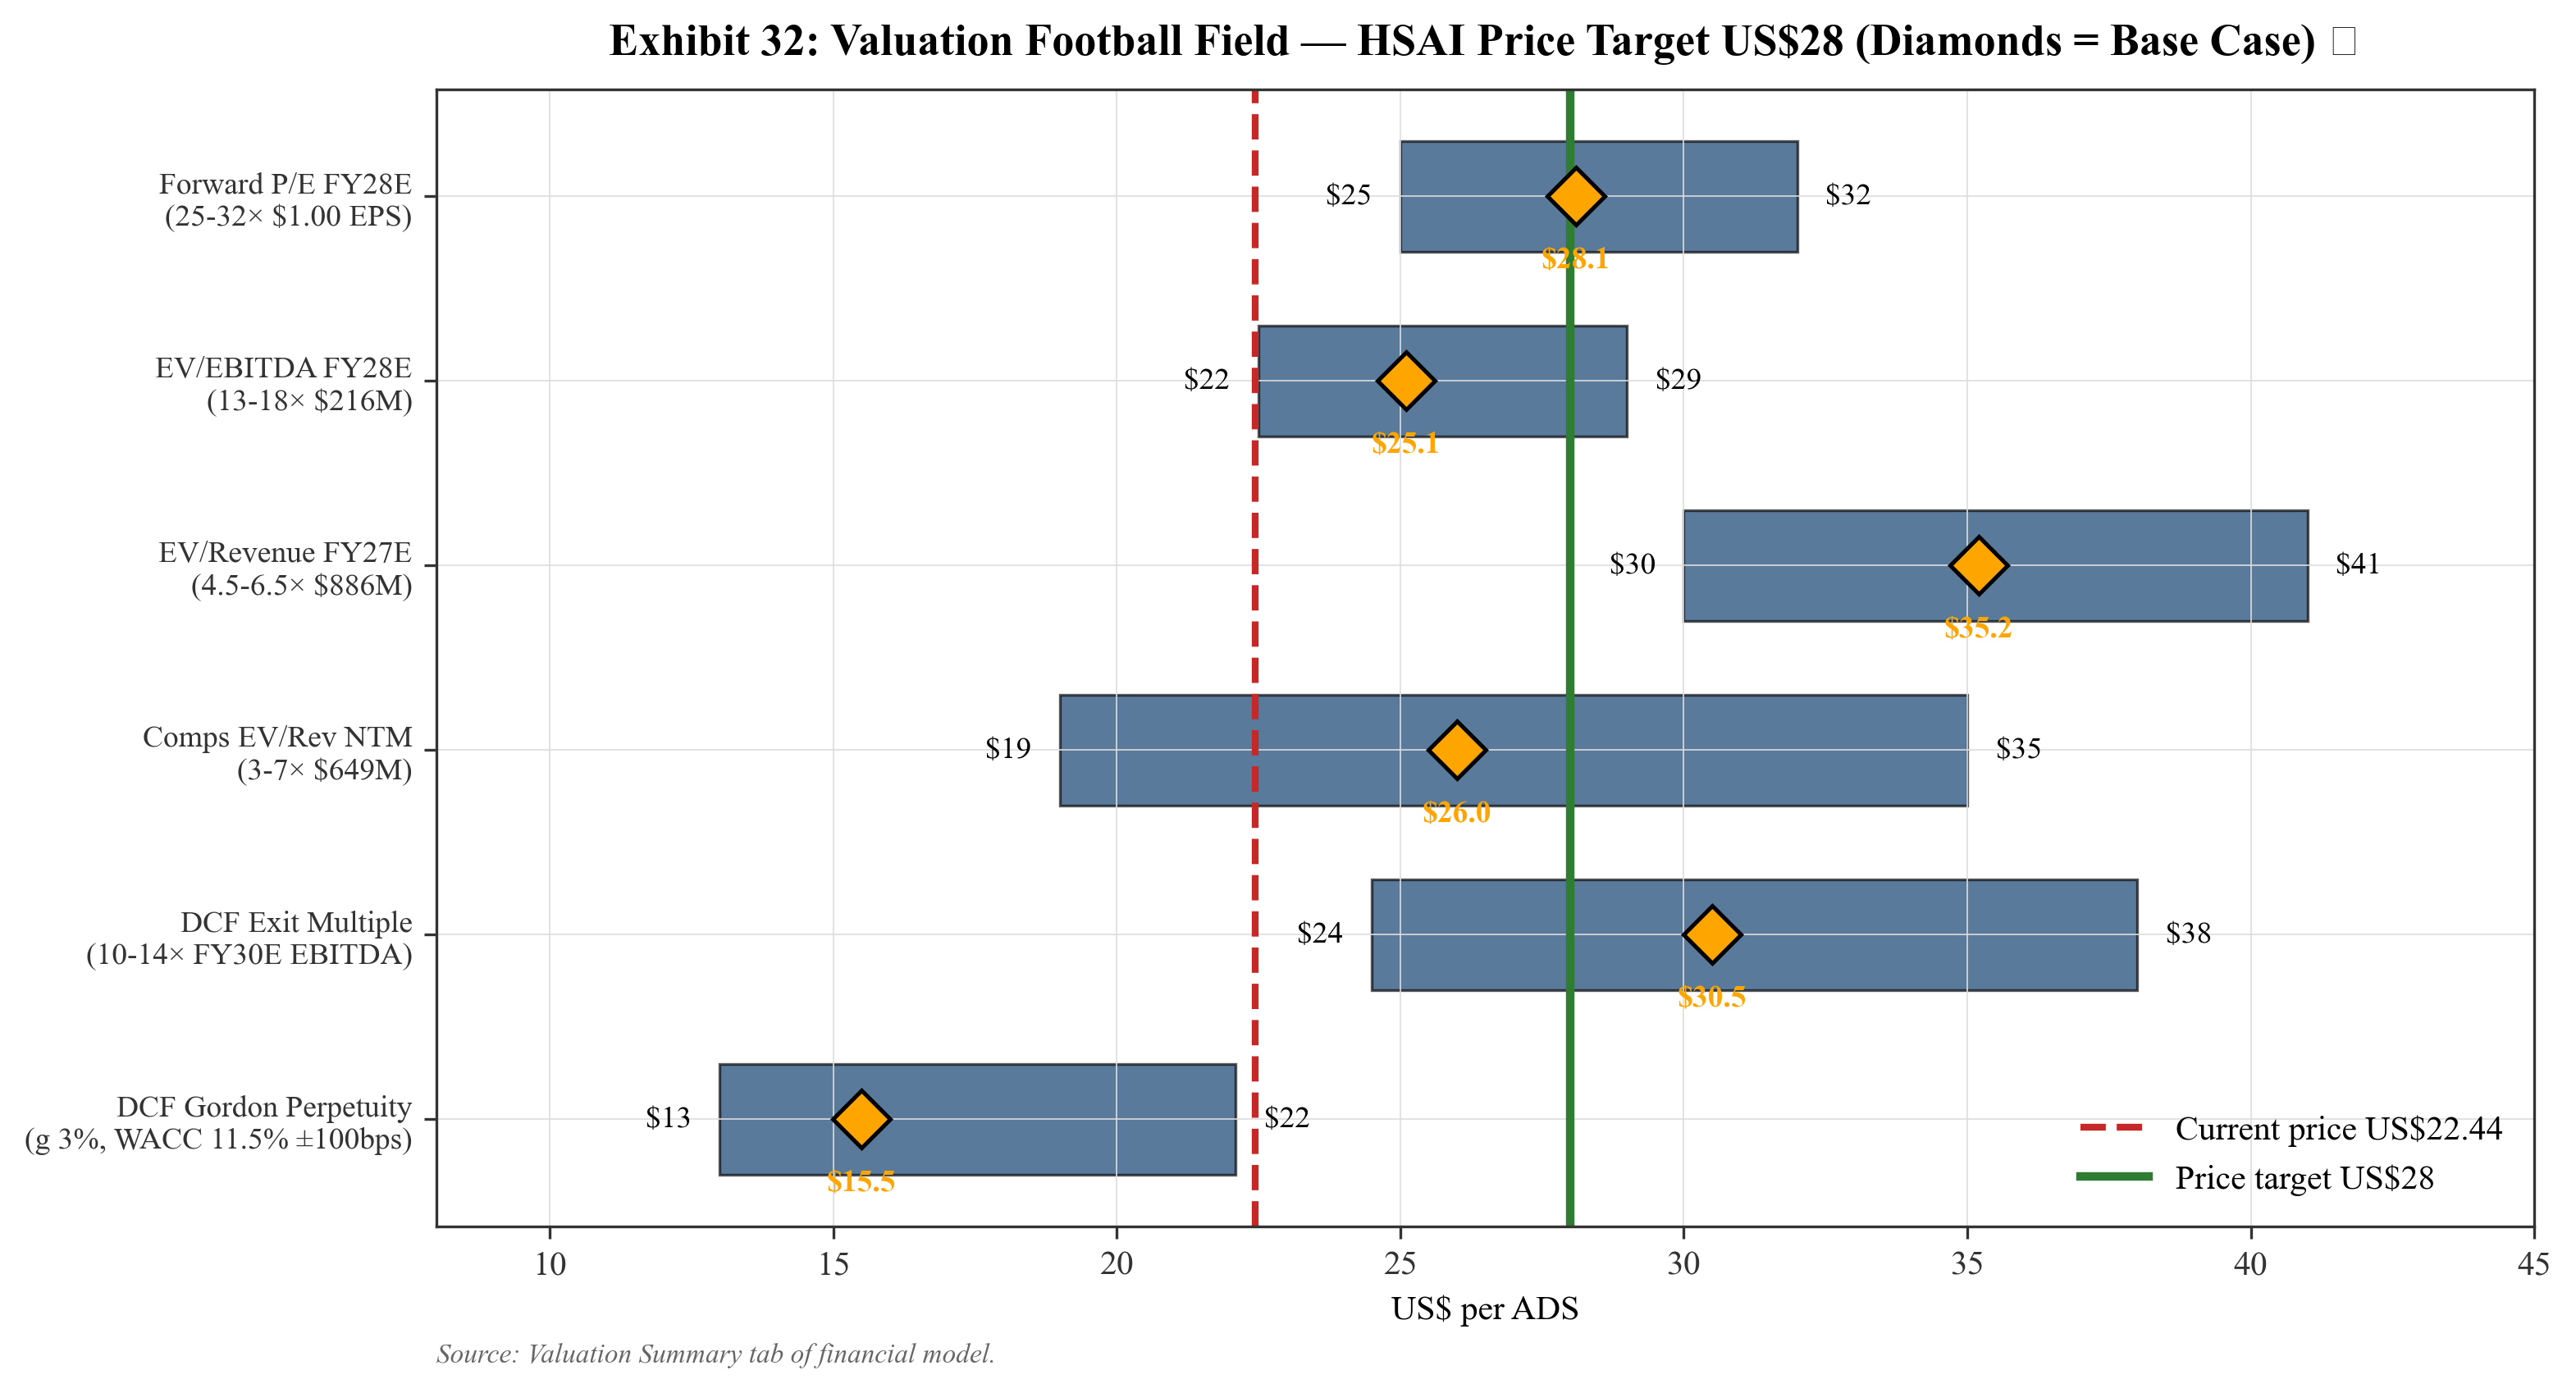 Exhibit 32: Valuation Football Field — HSAI Price Target US$28 (Diamonds = Base Case) □
Forward P/E FY28E
(25-32× $1.00 EPS)
$25
$32
$28.1
EV/EBITDA FY28E
(13-18× $216M)
$22
$29
$25.1
EV/Revenue FY27E
(4.5-6.5× $886M)
$30
$41
$35.2
Comps EV/Rev NTM
(3-7× $649M)
$19
$35
$26.0
DCF Exit Multiple
(10-14× FY30E EBITDA)
$24
$38
$30.5
DCF Gordon Perpetuity
(g 3%, WACC 11.5% ±100bps)
$13
$22
$15.5
Current price US$22.44
Price target US$28
10 15 20 25 30 35 40 45
US$ per ADS
Source: Valuation Summary tab of financial model.